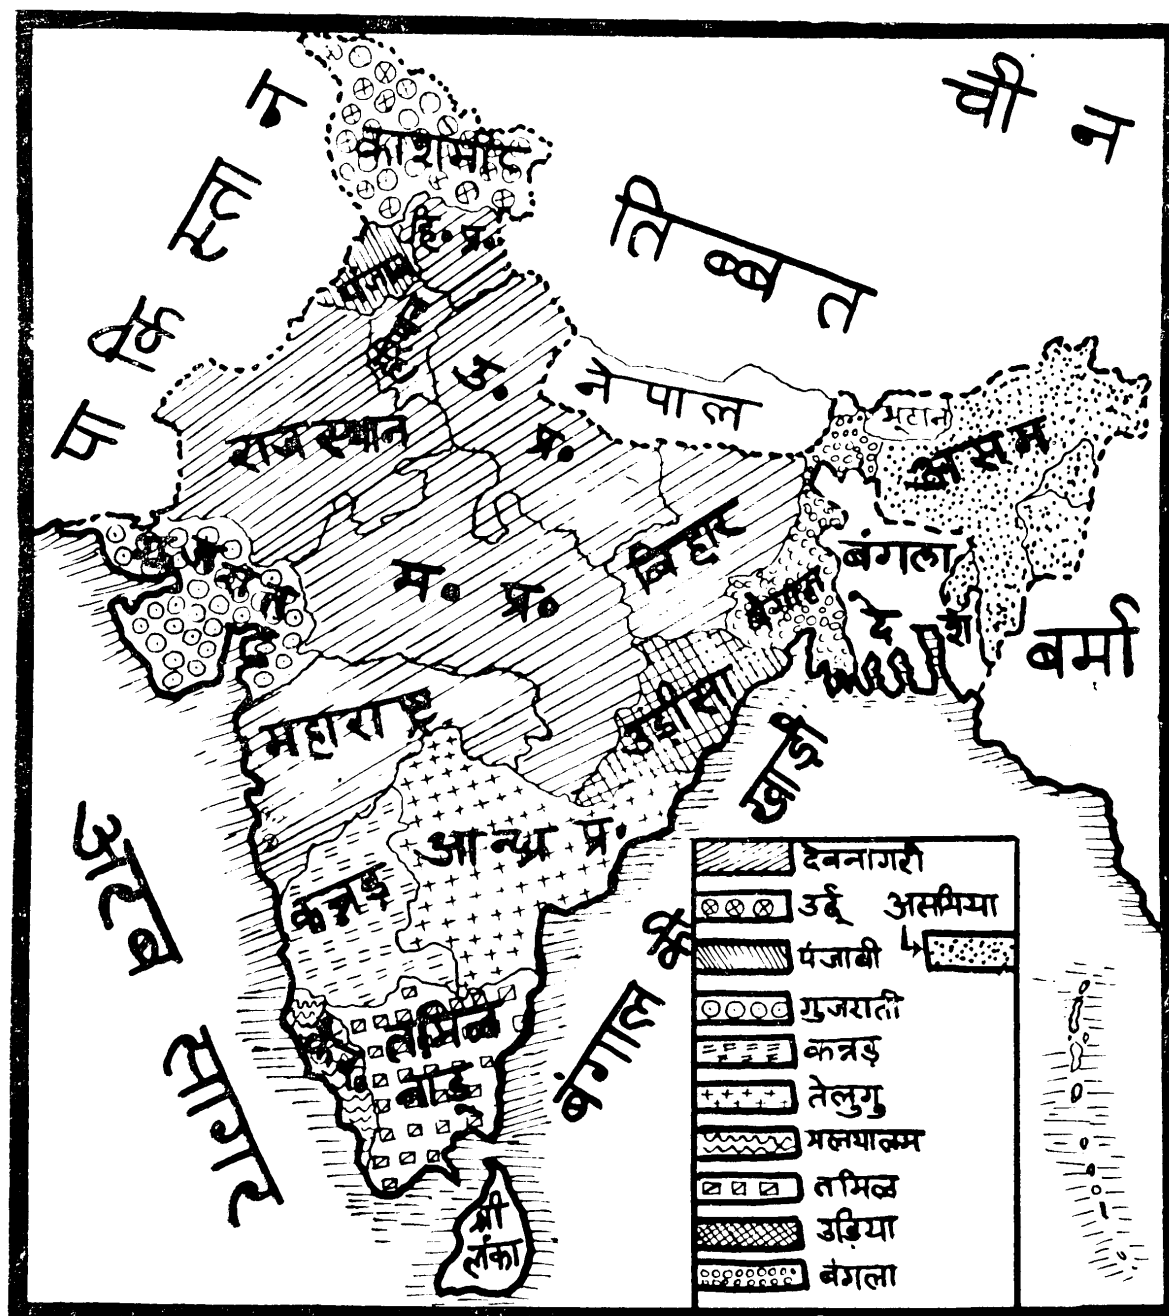 चीन
पाकिस्तान
तिब्बत
काश्मीर
हि. प्र.
पंजाब
उ. प्र.
नेपाल
भूटान
असम
राजस्थान
बिहार
बंगला देश
बंगाल
म. प्र.
बर्मा
उड़ीसा
महाराष्ट्र
आन्ध्र प्र.
कन्नड़
तमिळ नाडू
श्री लंका
अरब सागर
बंगाल की खाड़ी
देवनागरी
उर्दू
असमिया
पंजाबी
गुजराती
कन्नड़
तेलुगु
मलयालम
तमिळ
उड़िया
बंगला